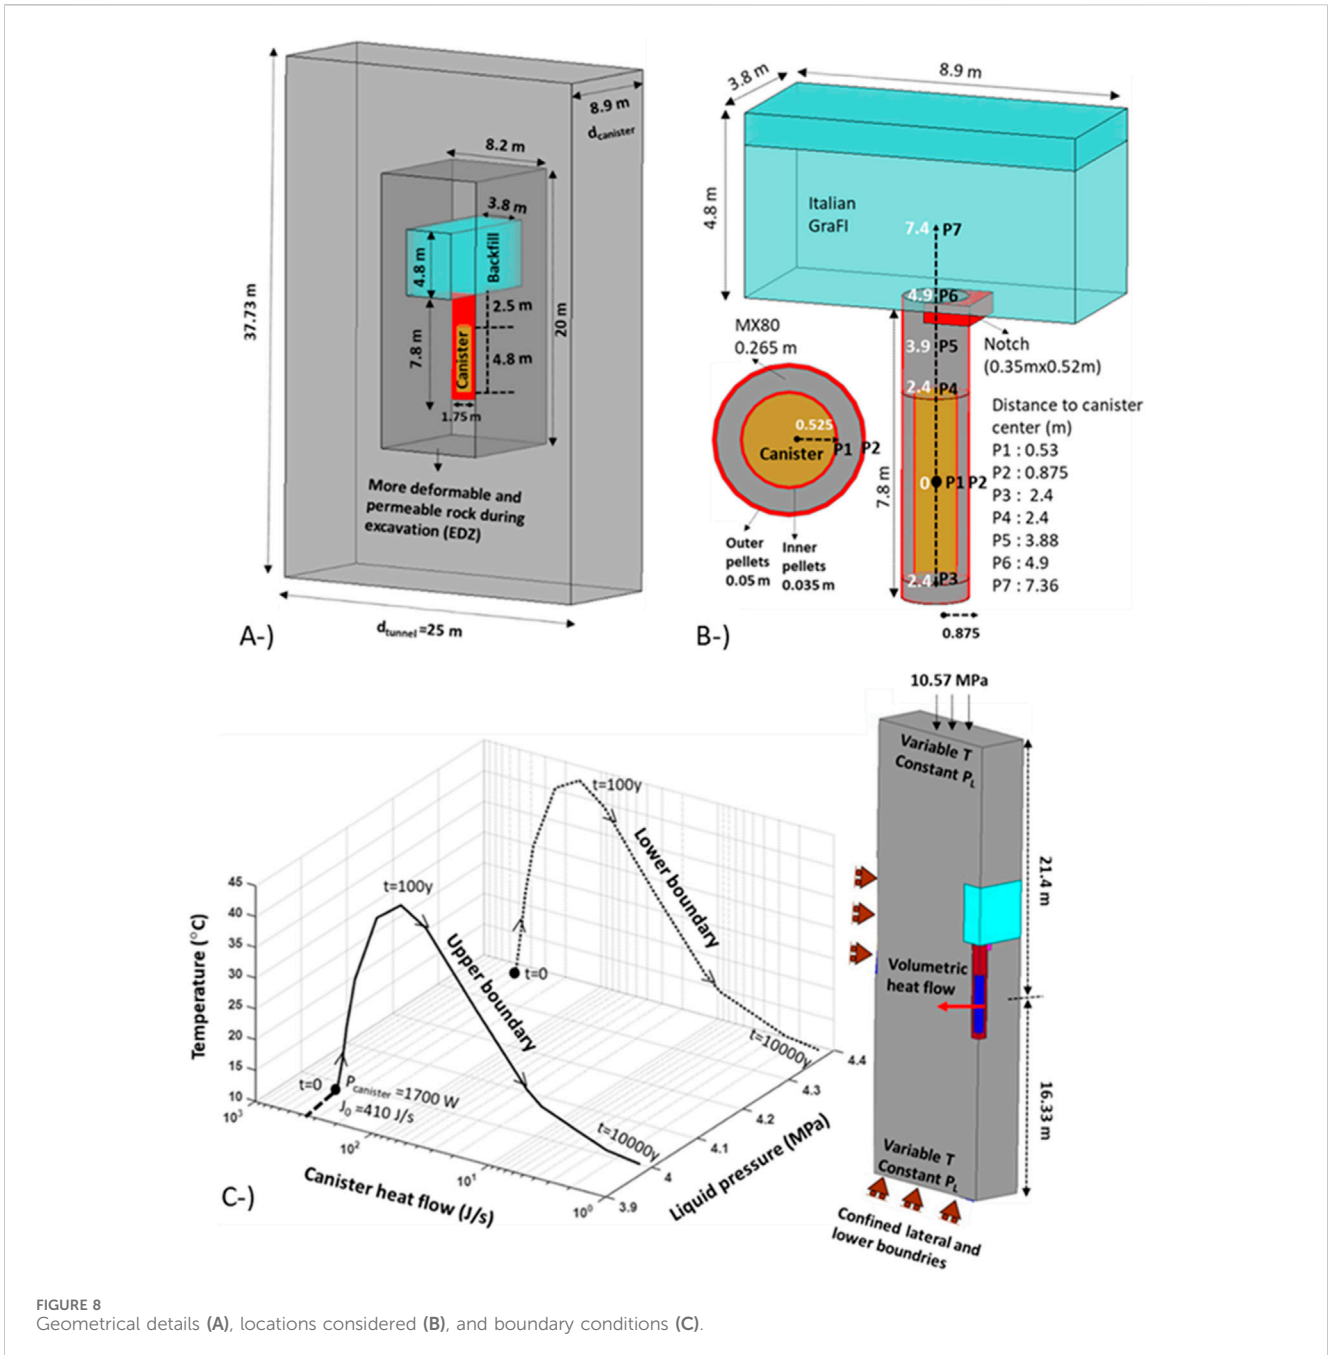 37.73 m
8.9 m
d canister
8.2 m
3.8 m
4.8 m
Backfill
2.5 m
20 m
7.8 m
Canister
4.8 m
1.75 m
More deformable and
permeable rock during
excavation (EDZ)
d tunnel =25 m
A-)
3.8 m
8.9 m
4.8 m
Italian
GraFI
7.4 P7
4.9 P6
MX80
0.265 m
3.9 P5
Notch
(0.35mx0.52m)
2.4 P4
0.525
Canister P1 P2
7.8 m
0 P1 P2
Distance to canister
center (m)
P1 : 0.53
P2 : 0.875
P3 : 2.4
P4 : 2.4
P5 : 3.88
P6 : 4.9
P7 : 7.36
Outer
pellets
0.05 m
Inner
pellets
0.035 m
2.4 P3
0.875
B-)
Temperature (°C)
45
40
35
30
25
20
15
10
t=100y
Lower boundary
t=0
t=10000y
t=100y
Upper boundary
t=0
P canister =1700 W
J0 =410 J/s
t=10000y
10³
10²
10¹
10⁰
Canister heat flow (J/s)
3.9
4
4.1
4.2
4.3
4.4
Liquid pressure (MPa)
C-)
10.57 MPa
Variable T
Constant PL
21.4 m
Volumetric
heat flow
16.33 m
Variable T
Constant PL
Confined lateral and
lower boundries
FIGURE 8
Geometrical details (A), locations considered (B), and boundary conditions (C).